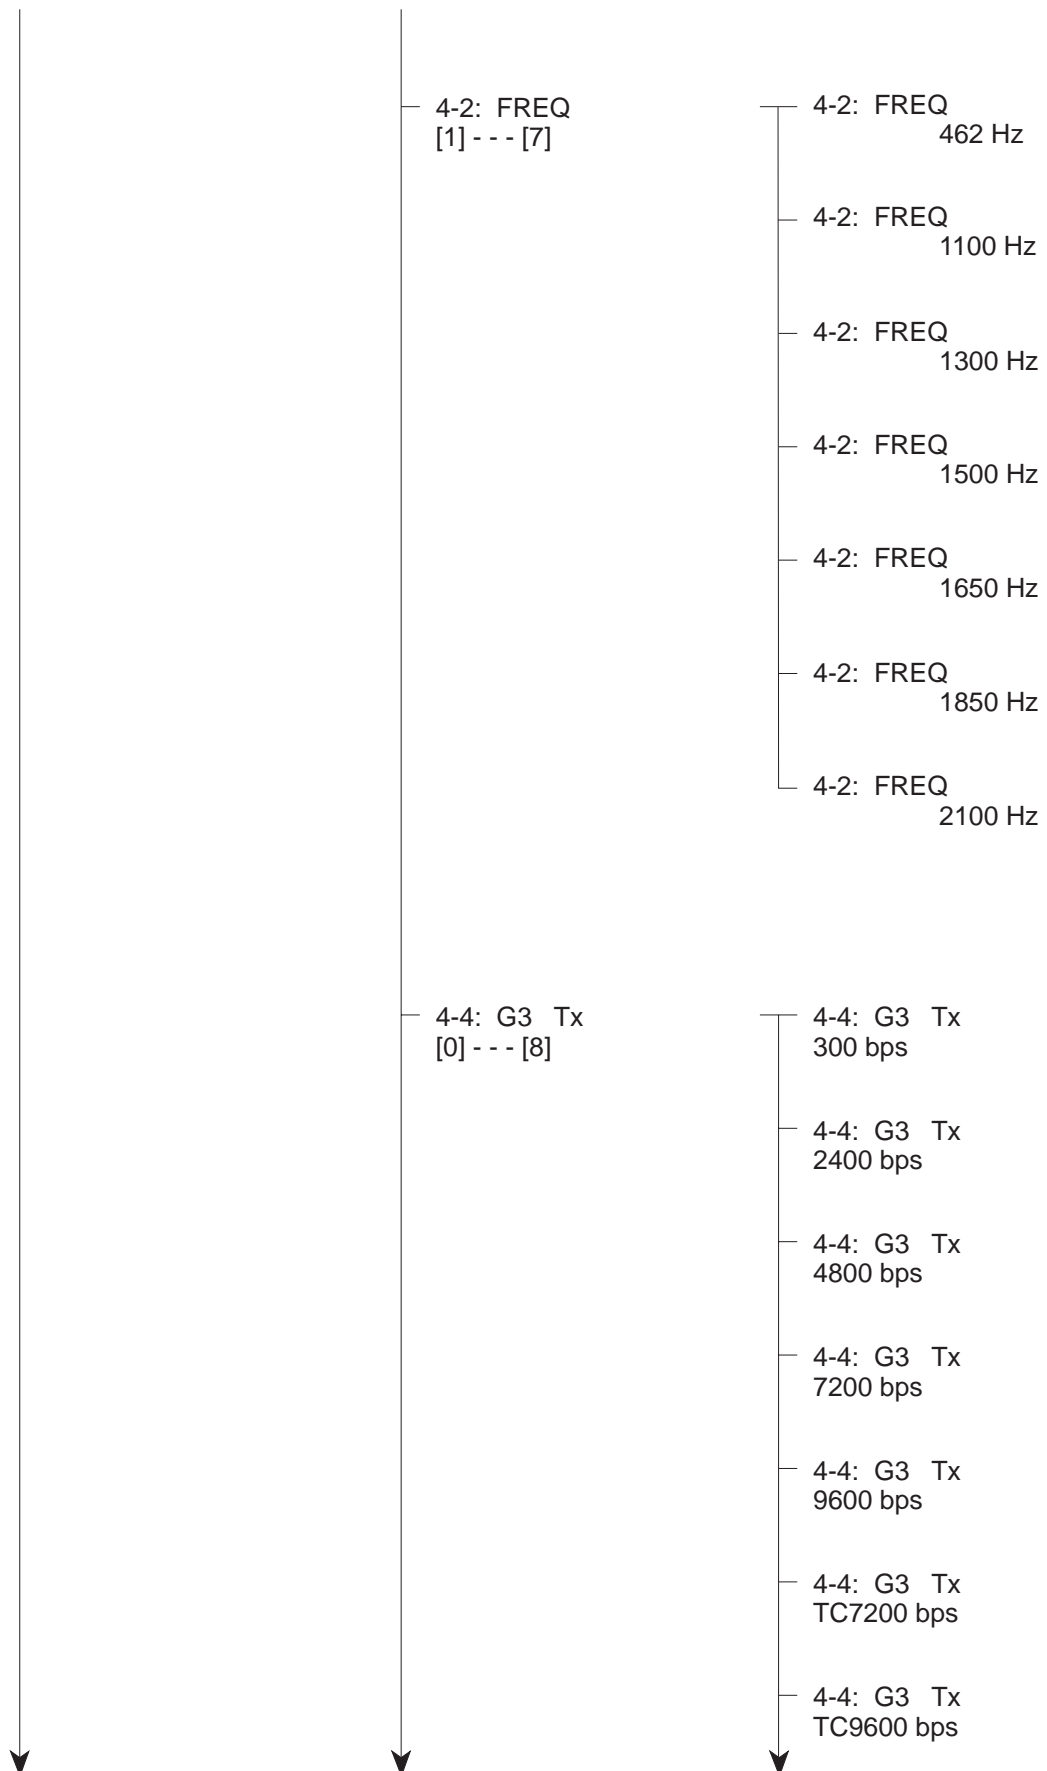 4-2: FREQ
[1] - - - [7]
4-2: FREQ
462 Hz
4-2: FREQ
1100 Hz
4-2: FREQ
1300 Hz
4-2: FREQ
1500 Hz
4-2: FREQ
1650 Hz
4-2: FREQ
1850 Hz
4-2: FREQ
2100 Hz
4-4: G3 Tx
[0] - - - [8]
4-4: G3 Tx
300 bps
4-4: G3 Tx
2400 bps
4-4: G3 Tx
4800 bps
4-4: G3 Tx
7200 bps
4-4: G3 Tx
9600 bps
4-4: G3 Tx
TC7200 bps
4-4: G3 Tx
TC9600 bps